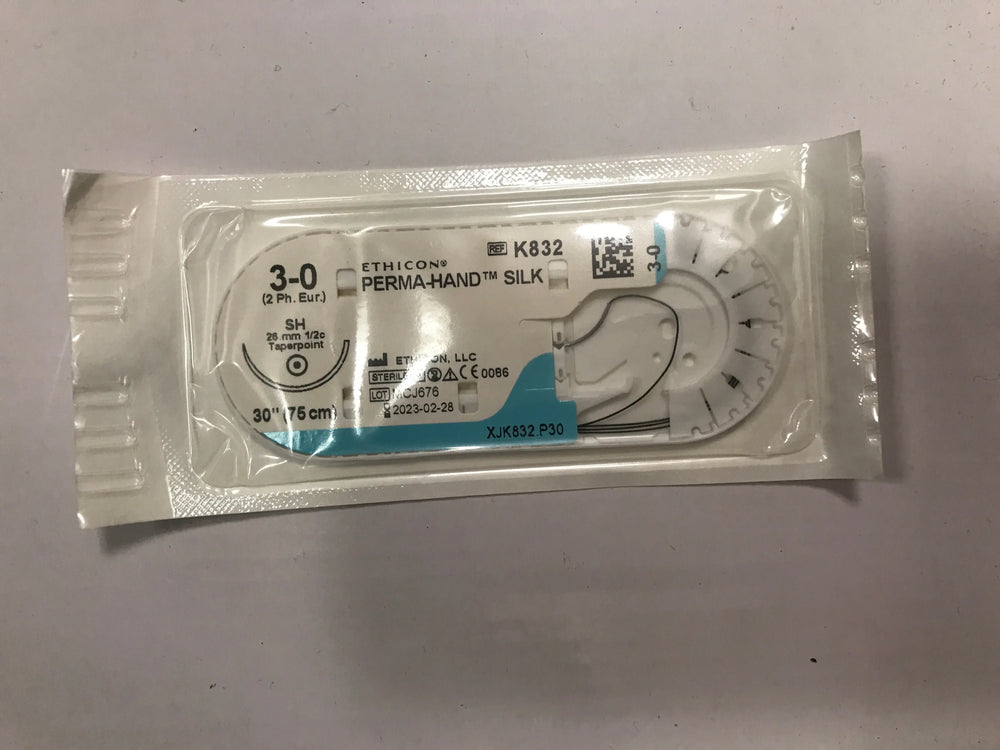 3-0
(2 Ph. Eur.)
SH
26 mm 1/2c
Taperpoint
30" (75 cm)
ETHICON®
REF K832
PERMA-HAND™ SILK
3-0
LLC
0086
LOT MCJ676
2023-02-28
XJK832.P30